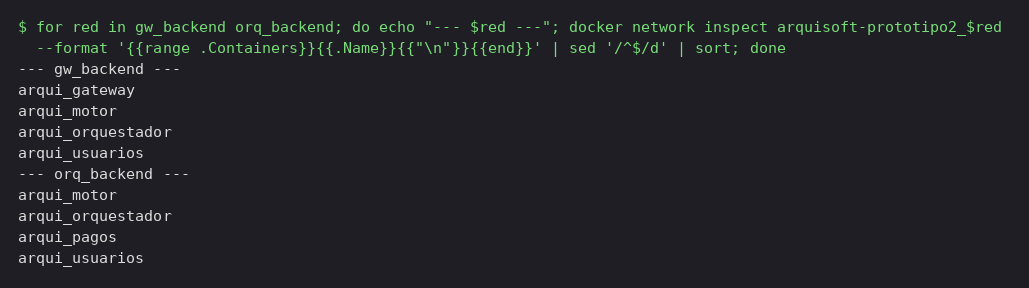 $ for red in gw_backend orq_backend; do echo "--- $red ---"; docker network inspect arquisoft-prototipo2_$red
--format '{{range .Containers}}{{.Name}}{{"\n"}}{{end}}' | sed '/^$/d' | sort; done
--- gw_backend ---
arqui_gateway
arqui_motor
arqui_orquestador
arqui_usuarios
--- orq_backend ---
arqui_motor
arqui_orquestador
arqui_pagos
arqui_usuarios